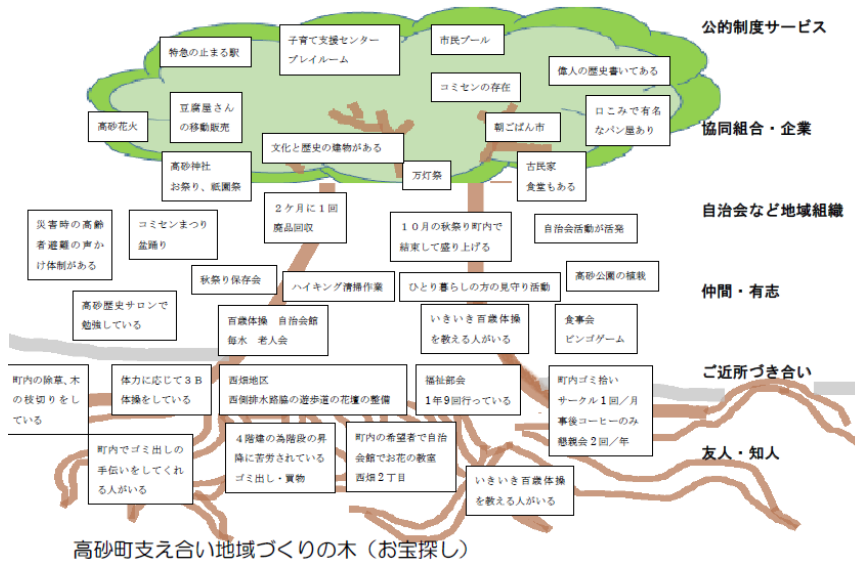 公的制度サービス
子育て支援センター
プレイルーム
市民プール
特急の止まる駅
偉人の歴史書いてある
コミセンの存在
豆腐屋さん
の移動販売
口こみで有名
なパン屋あり
高砂花火
朝ごぱん市
協同組合・企業
文化と歴史の建物がある
高砂神社
お祭り、祇園祭
万灯祭
古民家
食堂もある
2ケ月に1回
廃品回収
自治会など地域組織
災害時の高齢
者避難の声か
け体制がある
コミセンまつり
盆踊り
10月の秋祭り町内で
結束して盛り上げる
自治会活動が活発
秋祭り保存会
ハイキング清掃作業
ひとり暮らしの方の見守り活動
高砂公園の植栽
仲間・有志
高砂歴史サロンで
勉強している
百歳体操 自治会館
毎水 老人会
いきいき百歳体操
を教える人がいる
食事会
ビンゴゲーム
ご近所づき合い
町内の除草、木
の枝切りをし
ている
体力に応じて3B
体操をしている
西畑地区
西側排水路脇の遊歩道の花壇の整備
福祉部会
1年9回行っている
町内ゴミ拾い
サークル1回/月
事後コーヒーのみ
懇親会2回/年
町内でゴミ出しの
手伝いをしてくれ
る人がいる
4階建の為階段の昇
降に苦労されている
ゴミ出し・買物
町内の希望者で自治
会館でお花の教室
西畑2丁目
いきいき百歳体操
を教える人がいる
友人・知人
高砂町支え合い地域づくりの木(お宝探し)